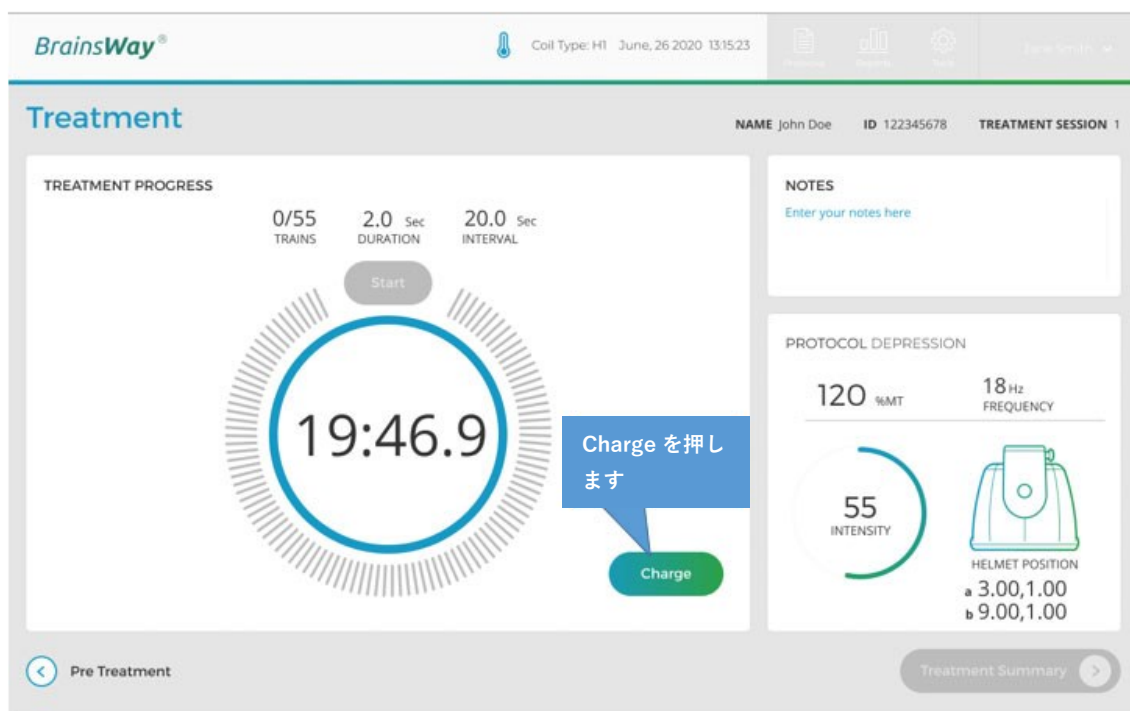 BrainsWay®
Coil Type: H1 June, 26 2020 13:15:23
Treatment
NAME John Doe ID 122345678 TREATMENT SESSION 1
TREATMENT PROGRESS
0/55 2.0 Sec 20.0 Sec
TRAINS DURATION INTERVAL
Start
19:46.9
Charge を押し
ます
Charge
NOTES
Enter your notes here
PROTOCOL DEPRESSION
120 %MT 18 Hz
FREQUENCY
55
INTENSITY
HELMET POSITION
a 3.00,1.00
b 9.00,1.00
Pre Treatment
Treatment Summary